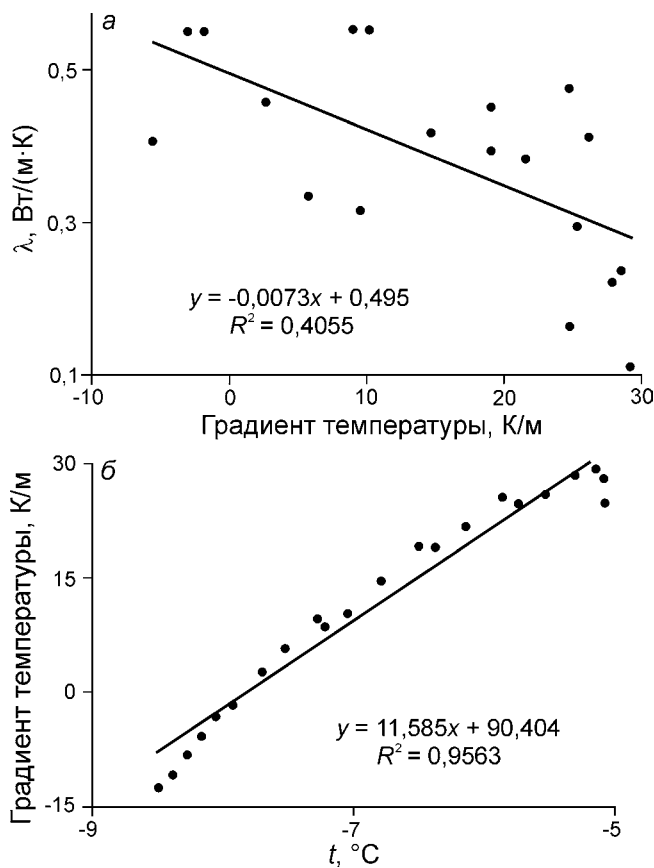 а
0,5
0,3
0,1
λ, Вт/(м·К)
y = -0,0073x + 0,495
R² = 0,4055
-10 0 10 20 30
Градиент температуры, К/м
б
30
15
0
-15
Градиент температуры, К/м
y = 11,585x + 90,404
R² = 0,9563
-9 -7 -5
t, °C